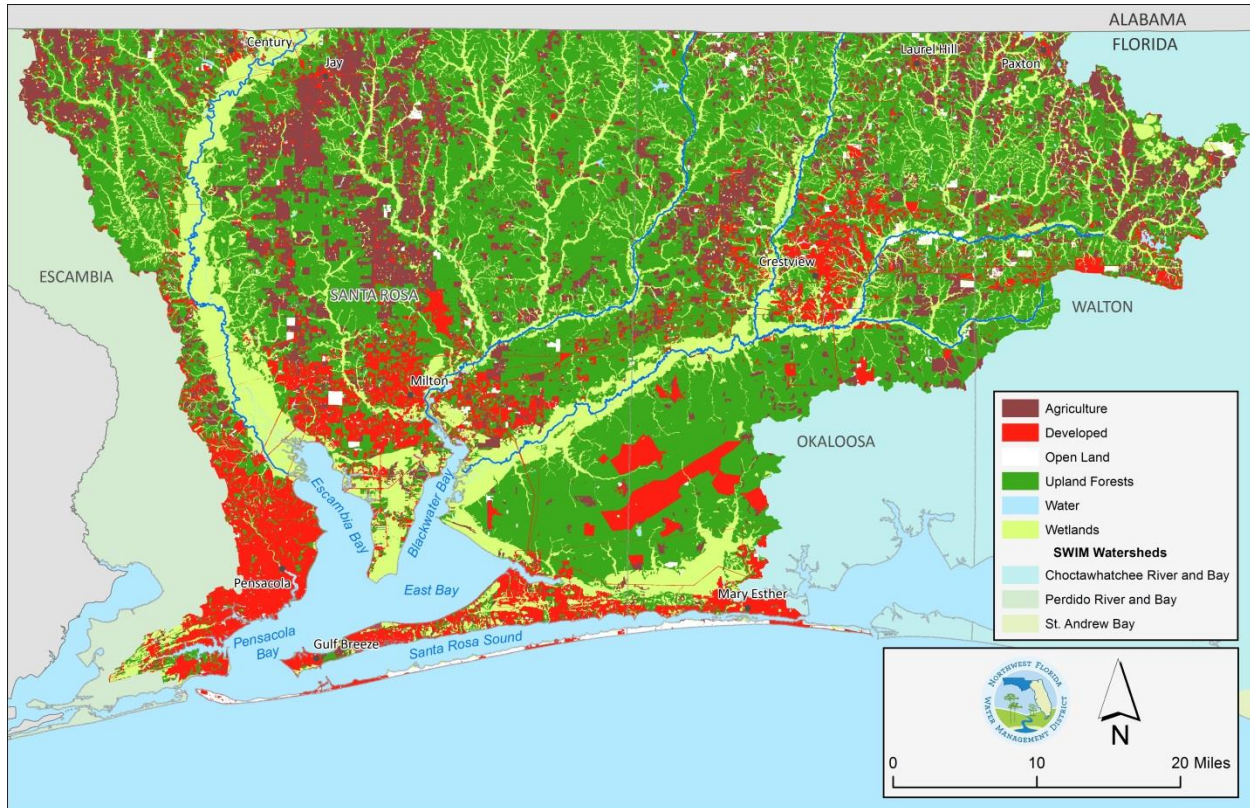 ALABAMA
FLORIDA
Century
Jay
Laurel Hill
Paxton
ESCAMBIA
SANTA ROSA
Crestview
WALTON
Milton
OKALOOSA
Escambia Bay
Blackwater Bay
Pensacola
East Bay
Mary Esther
Pensacola
Bay
Gulf Breeze
Santa Rosa Sound
Agriculture
Developed
Open Land
Upland Forests
Water
Wetlands
SWIM Watersheds
Choctawhatchee River and Bay
Perdido River and Bay
St. Andrew Bay
NORTHWEST FLORIDA
WATER MANAGEMENT DISTRICT
N
0 10 20 Miles